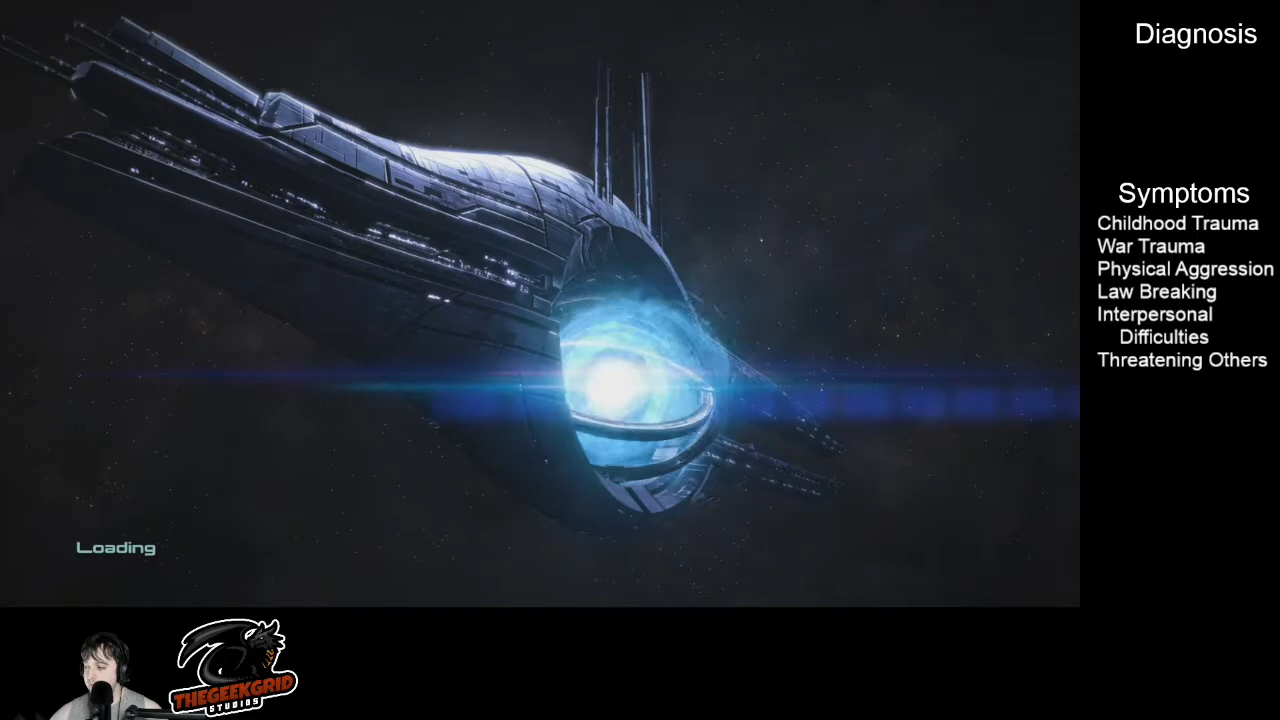 Diagnosis
Symptoms
Childhood Trauma
War Trauma
Physical Aggression
Law Breaking
Interpersonal
Difficulties
Threatening Others
Loading
THEGEEKGRID
STUDIOS